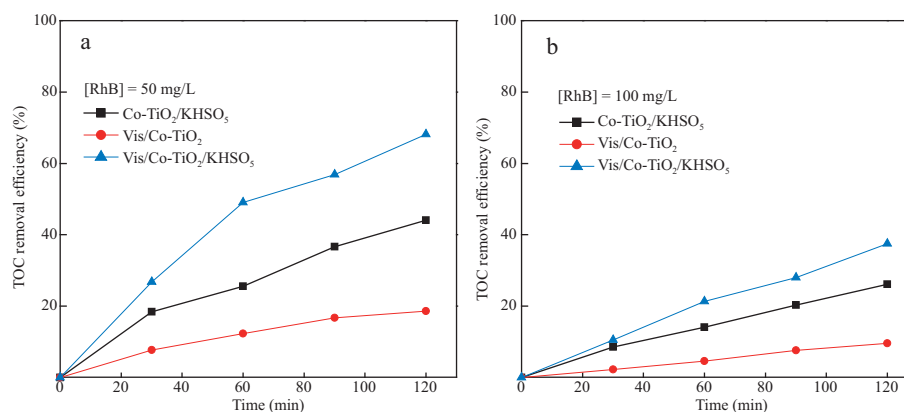 a
[RhB] = 50 mg/L
Co-TiO₂/KHSO₅
Vis/Co-TiO₂
Vis/Co-TiO₂/KHSO₅
TOC removal efficiency (%)
100
80
60
40
20
0
0 20 40 60 80 100 120
Time (min)
b
[RhB] = 100 mg/L
Co-TiO₂/KHSO₅
Vis/Co-TiO₂
Vis/Co-TiO₂/KHSO₅
TOC removal efficiency (%)
100
80
60
40
20
0 20 40 60 80 100 120
Time (min)